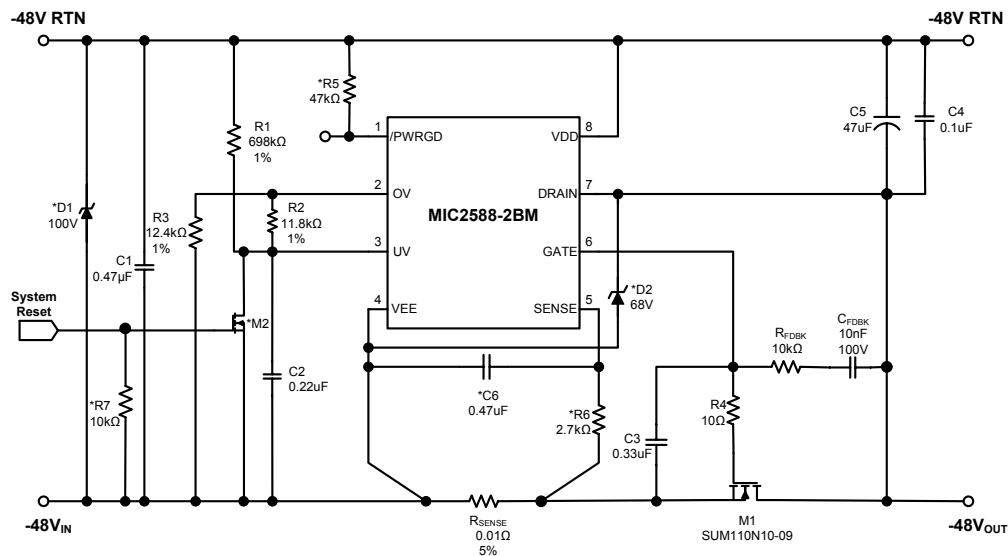 -48V RTN
-48V RTN
*R5
47kΩ
R1
698kΩ
1%
1
/PWRGD
VDD
8
C5
47uF
C4
0.1uF
*D1
100V
R3
12.4kΩ
1%
R2
11.8kΩ
1%
2
OV
DRAIN
7
MIC2588-2BM
3
UV
GATE
6
C1
0.47µF
*D2
68V
4
VEE
SENSE
5
System
Reset
*M2
C2
0.22uF
RFDBK
10kΩ
CFDBK
10nF
100V
*C6
0.47uF
*R7
10kΩ
*R6
2.7kΩ
R4
10Ω
C3
0.33uF
-48VIN
RSENSE
0.01Ω
5%
M1
SUM110N10-09
-48VOUT